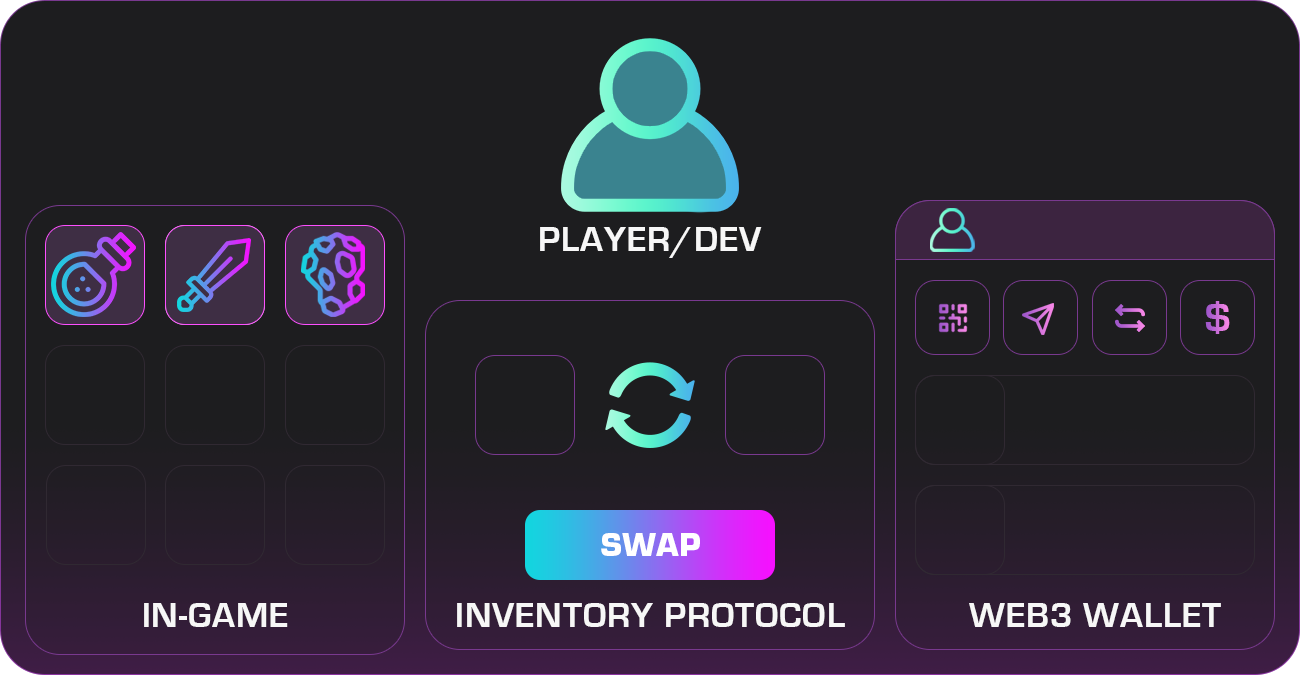 PLAYER/DEV
$
SWAP
IN-GAME
INVENTORY PROTOCOL
WEB3 WALLET